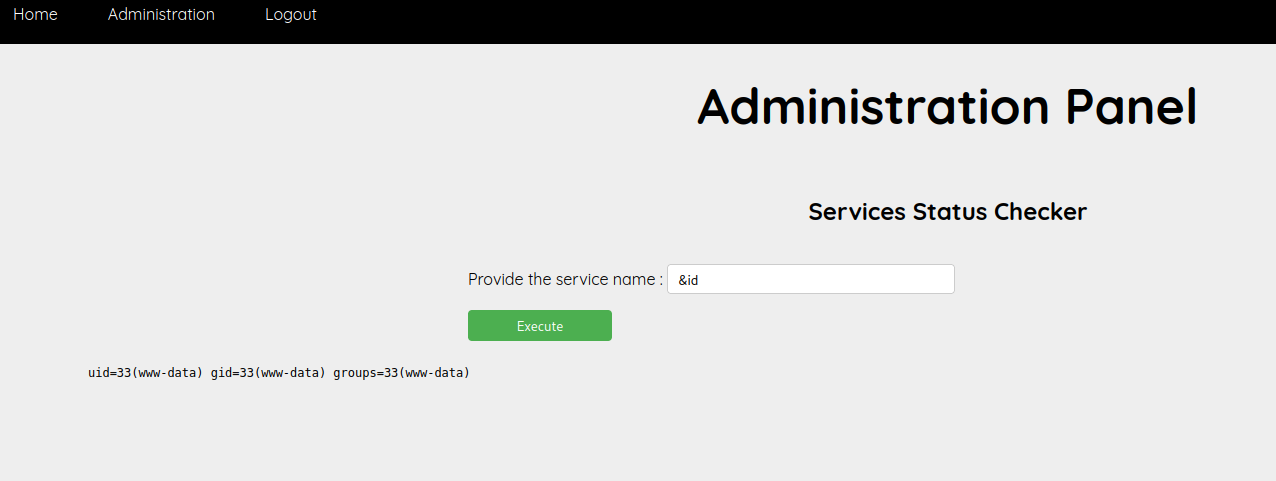 Home Administration Logout
Administration Panel
Services Status Checker
Provide the service name : &id
Execute
uid=33(www-data) gid=33(www-data) groups=33(www-data)